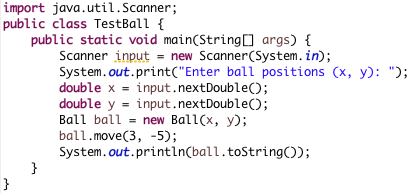 import java.util.Scanner;
public class TestBall {
    public static void main(String[] args) {
        Scanner input = new Scanner(System.in);
        System.out.print("Enter ball positions (x, y): ");
        double x = input.nextDouble();
        double y = input.nextDouble();
        Ball ball = new Ball(x, y);
        ball.move(3, -5);
        System.out.println(ball.toString());
    }
}